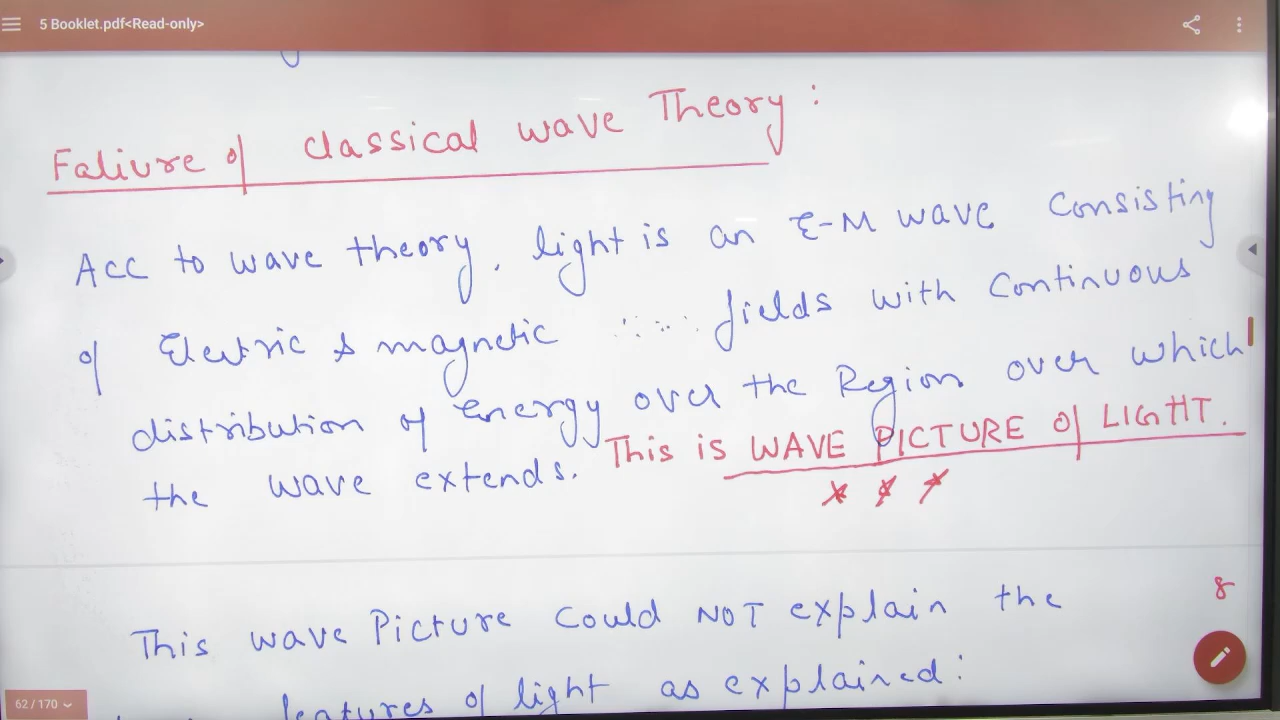 5 Booklet.pdf<Read-only>
Faliure of classical wave Theory :
Acc to wave theory, light is an E-M wave consisting
of Electric & magnetic fields with continuous
distribution of energy over the Region over which
the wave extends. This is WAVE PICTURE of LIGHT.
8
This wave Picture could NOT explain the
features of light as explained :
62 / 170